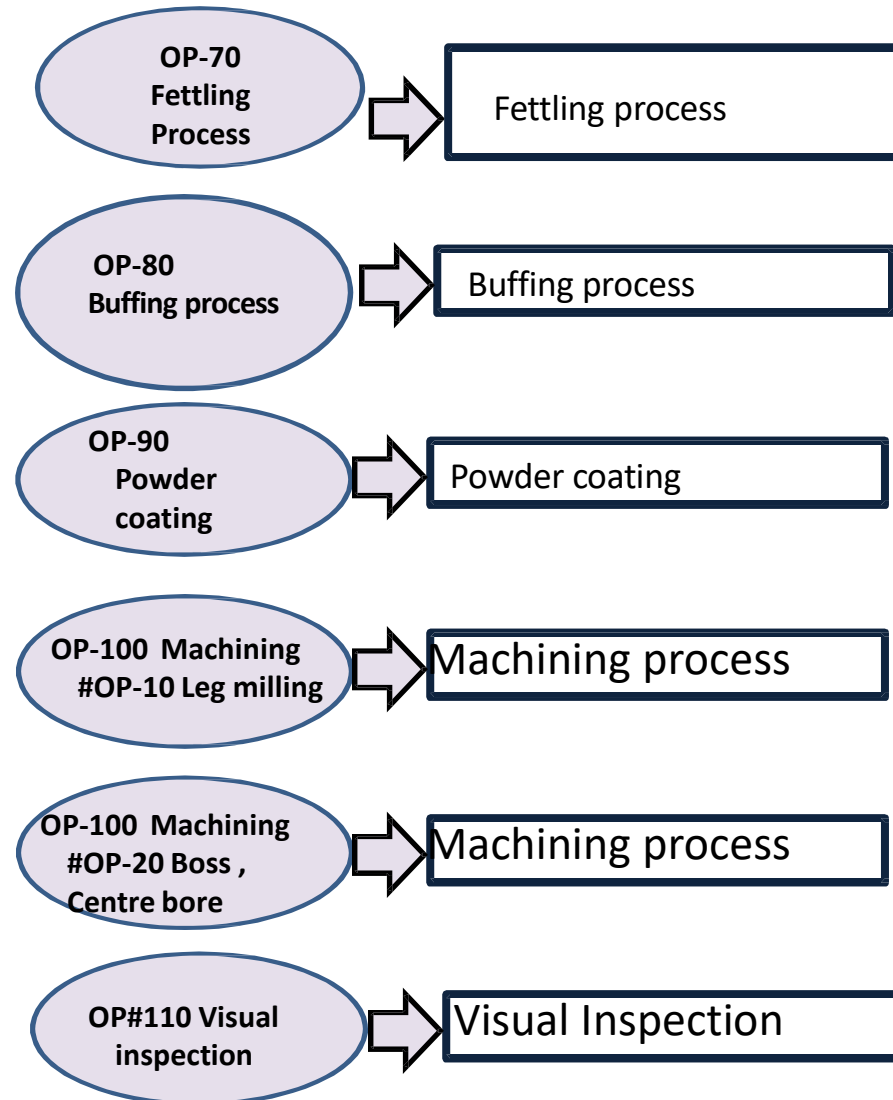 OP-70
Fettling
Process
Fettling process
OP-80
Buffing process
Buffing process
OP-90
Powder
coating
Powder coating
OP-100 Machining
#OP-10 Leg milling
Machining process
OP-100 Machining
#OP-20 Boss ,
Centre bore
Machining process
OP#110 Visual
inspection
Visual Inspection